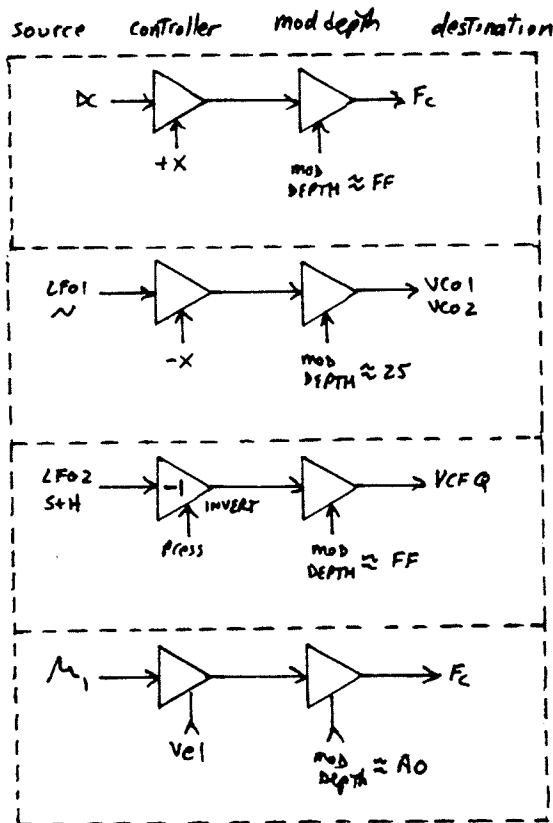 source controller mod depth destination
∝ Fc
+X
MOD
DEPTH ≈ FF
LFO1 VCO1
~ VCO2
-X
MOD
DEPTH ≈ 25
LFO2 -1 VCF Q
S+H INVERT
Press
MOD
DEPTH ≈ FF
Fc
Vel
MOD
Depth ≈ A0